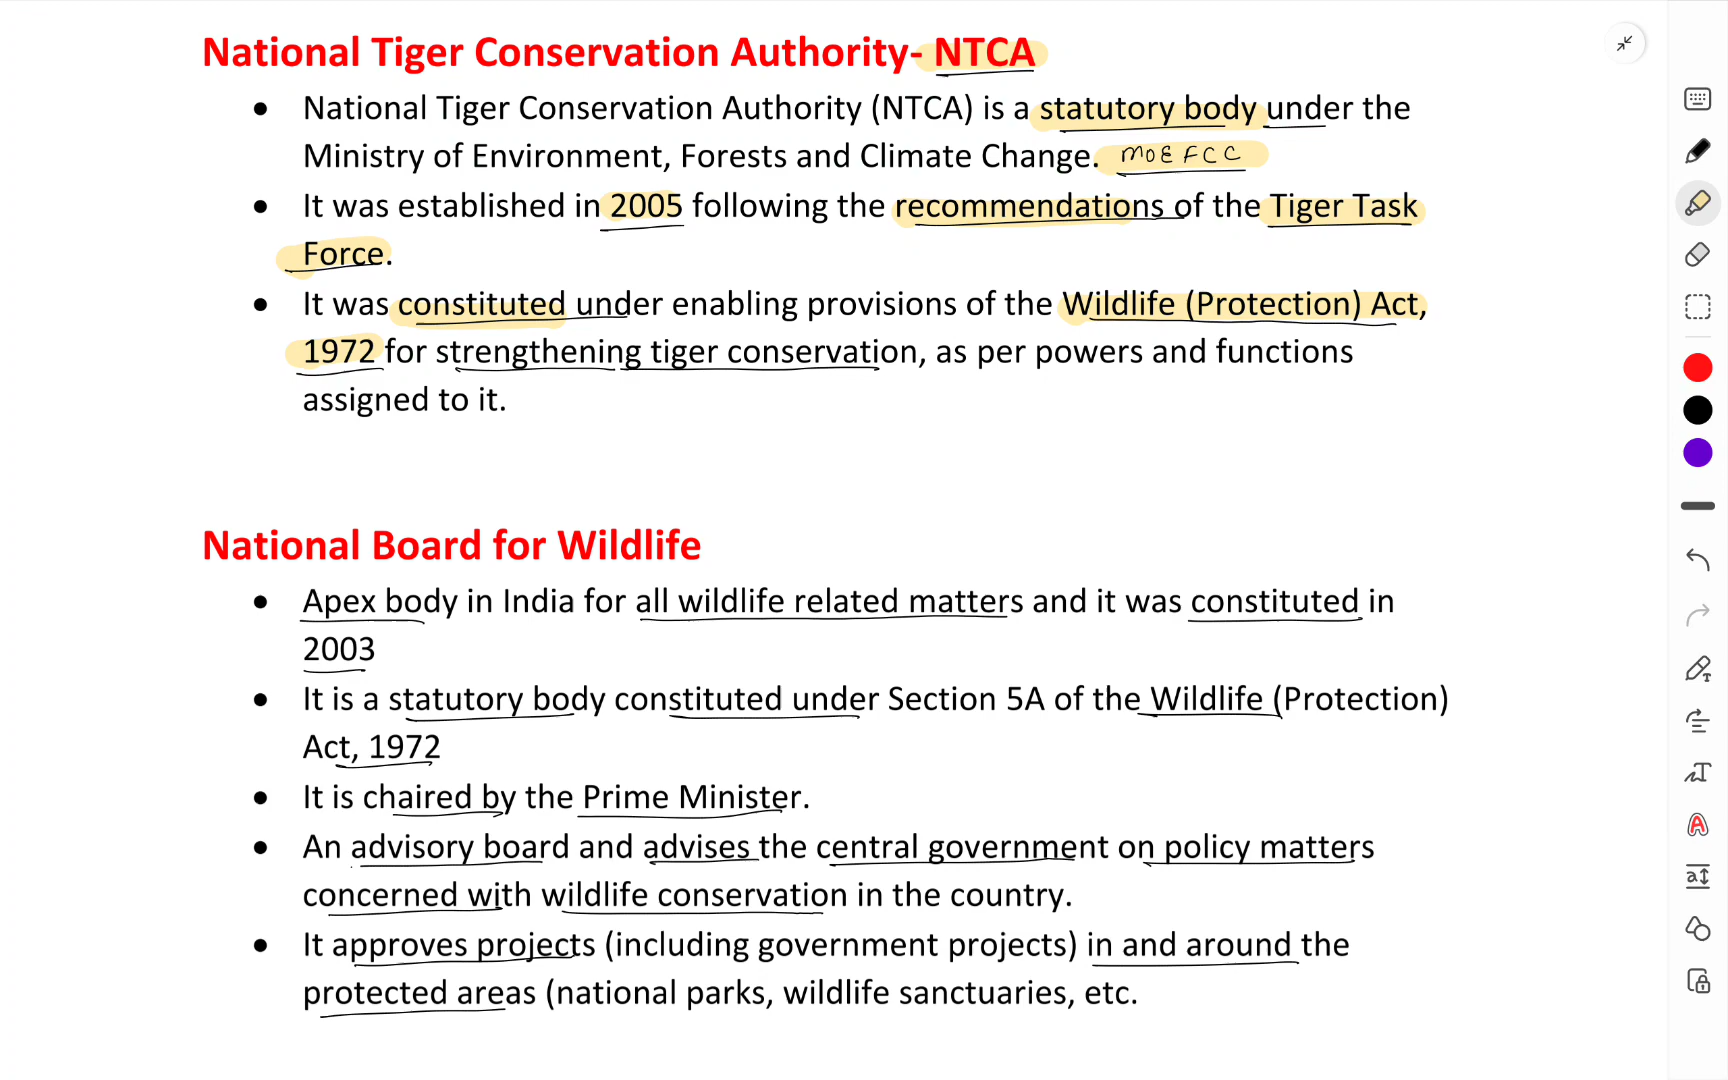 National Tiger Conservation Authority- NTCA
• National Tiger Conservation Authority (NTCA) is a statutory body under the
Ministry of Environment, Forests and Climate Change. MOEFCC
• It was established in 2005 following the recommendations of the Tiger Task
Force.
• It was constituted under enabling provisions of the Wildlife (Protection) Act,
1972 for strengthening tiger conservation, as per powers and functions
assigned to it.
National Board for Wildlife
• Apex body in India for all wildlife related matters and it was constituted in
2003
• It is a statutory body constituted under Section 5A of the Wildlife (Protection)
Act, 1972
• It is chaired by the Prime Minister.
• An advisory board and advises the central government on policy matters
concerned with wildlife conservation in the country.
• It approves projects (including government projects) in and around the
protected areas (national parks, wildlife sanctuaries, etc.